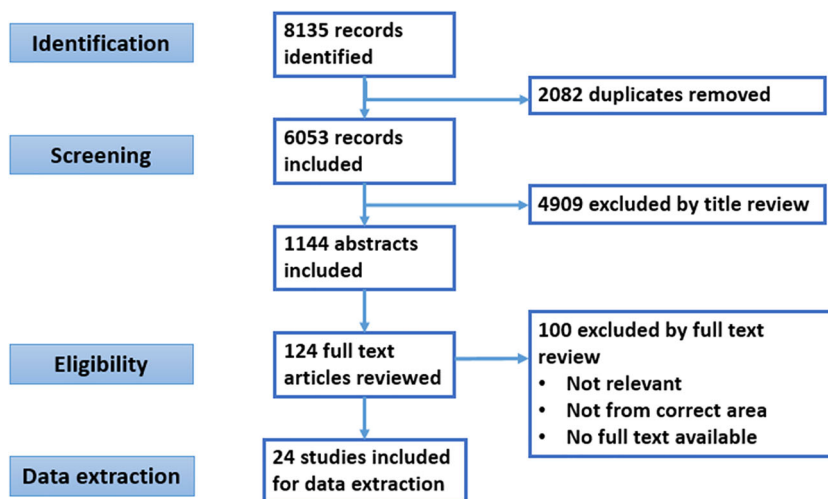 Identification
8135 records
identified
2082 duplicates removed
Screening
6053 records
included
4909 excluded by title review
1144 abstracts
included
Eligibility
124 full text
articles reviewed
100 excluded by full text
review
• Not relevant
• Not from correct area
• No full text available
Data extraction
24 studies included
for data extraction